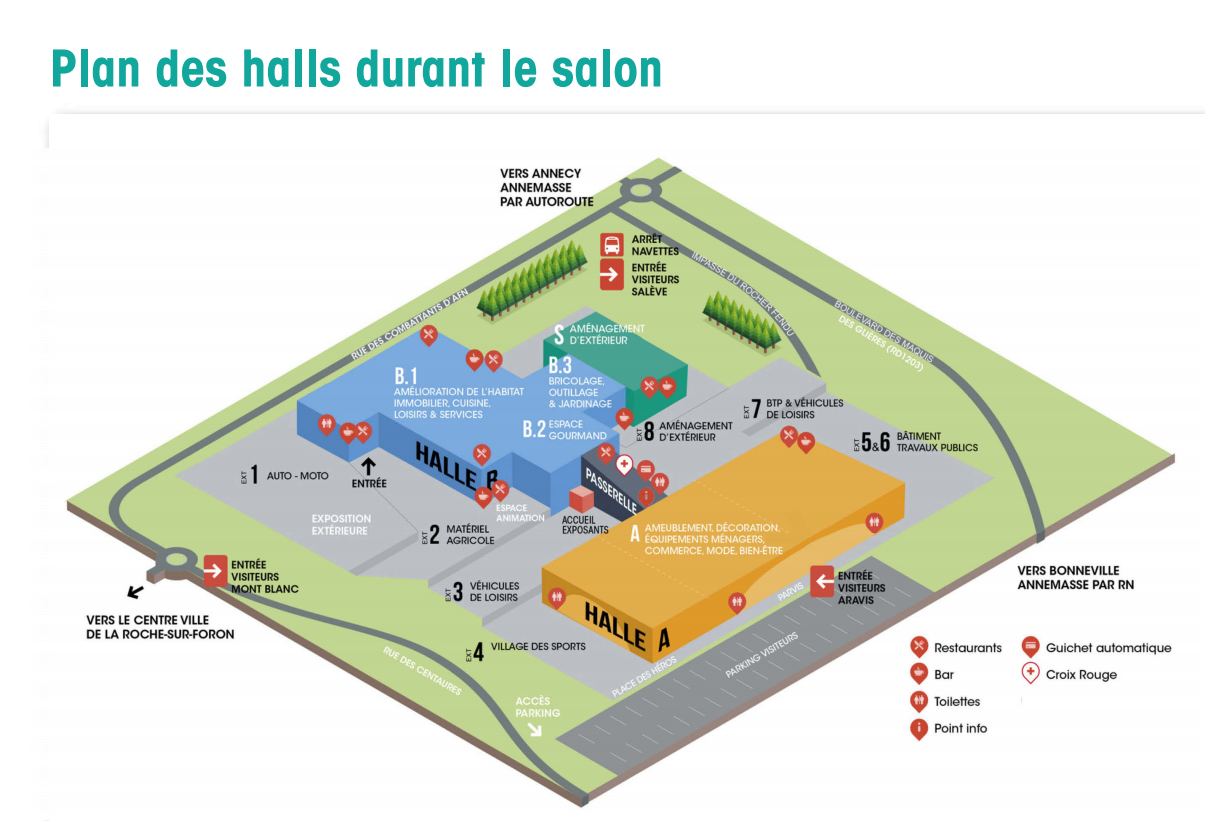 Plan des halls durant le salon
VERS ANNECY
ANNEMASSE
PAR AUTOROUTE
ARRÊT
NAVETTES
ENTRÉE
VISITEURS
SALÈVE
IMPASSE DU ROCHER FENDU
BOULEVARD DES MAQUIS
DES GLIÈRES (RD1203)
RUE DES COMBATTANTS D'AFN
S AMÉNAGEMENT
D'EXTÉRIEUR
B.3
BRICOLAGE,
OUTILLAGE
& JARDINAGE
B.1
AMÉLIORATION DE L'HABITAT
IMMOBILIER, CUISINE,
LOISIRS & SERVICES
B.2 ESPACE
GOURMAND
HALLE B
EXT 7 BTP & VÉHICULES
DE LOISIRS
EXT 8 AMÉNAGEMENT
D'EXTÉRIEUR
EXT 5&6 BÂTIMENT
TRAVAUX PUBLICS
EXT 1 AUTO - MOTO
ENTRÉE
PASSERELLE
ESPACE
ANIMATION
ACCUEIL
EXPOSANTS
EXPOSITION
EXTÉRIEURE
EXT 2 MATÉRIEL
AGRICOLE
A AMEUBLEMENT, DÉCORATION,
ÉQUIPEMENTS MÉNAGERS,
COMMERCE, MODE, BIEN-ÊTRE
ENTRÉE
VISITEURS
MONT BLANC
EXT 3 VÉHICULES
DE LOISIRS
HALLE A
PARVIS
ENTRÉE
VISITEURS
ARAVIS
VERS BONNEVILLE
ANNEMASSE PAR RN
VERS LE CENTRE VILLE
DE LA ROCHE-SUR-FORON
EXT 4 VILLAGE DES SPORTS
RUE DES CENTAURES
PLACE DES HÉROS
PARKING VISITEURS
ACCÈS
PARKING
Restaurants
Bar
Toilettes
Point info
Guichet automatique
Croix Rouge